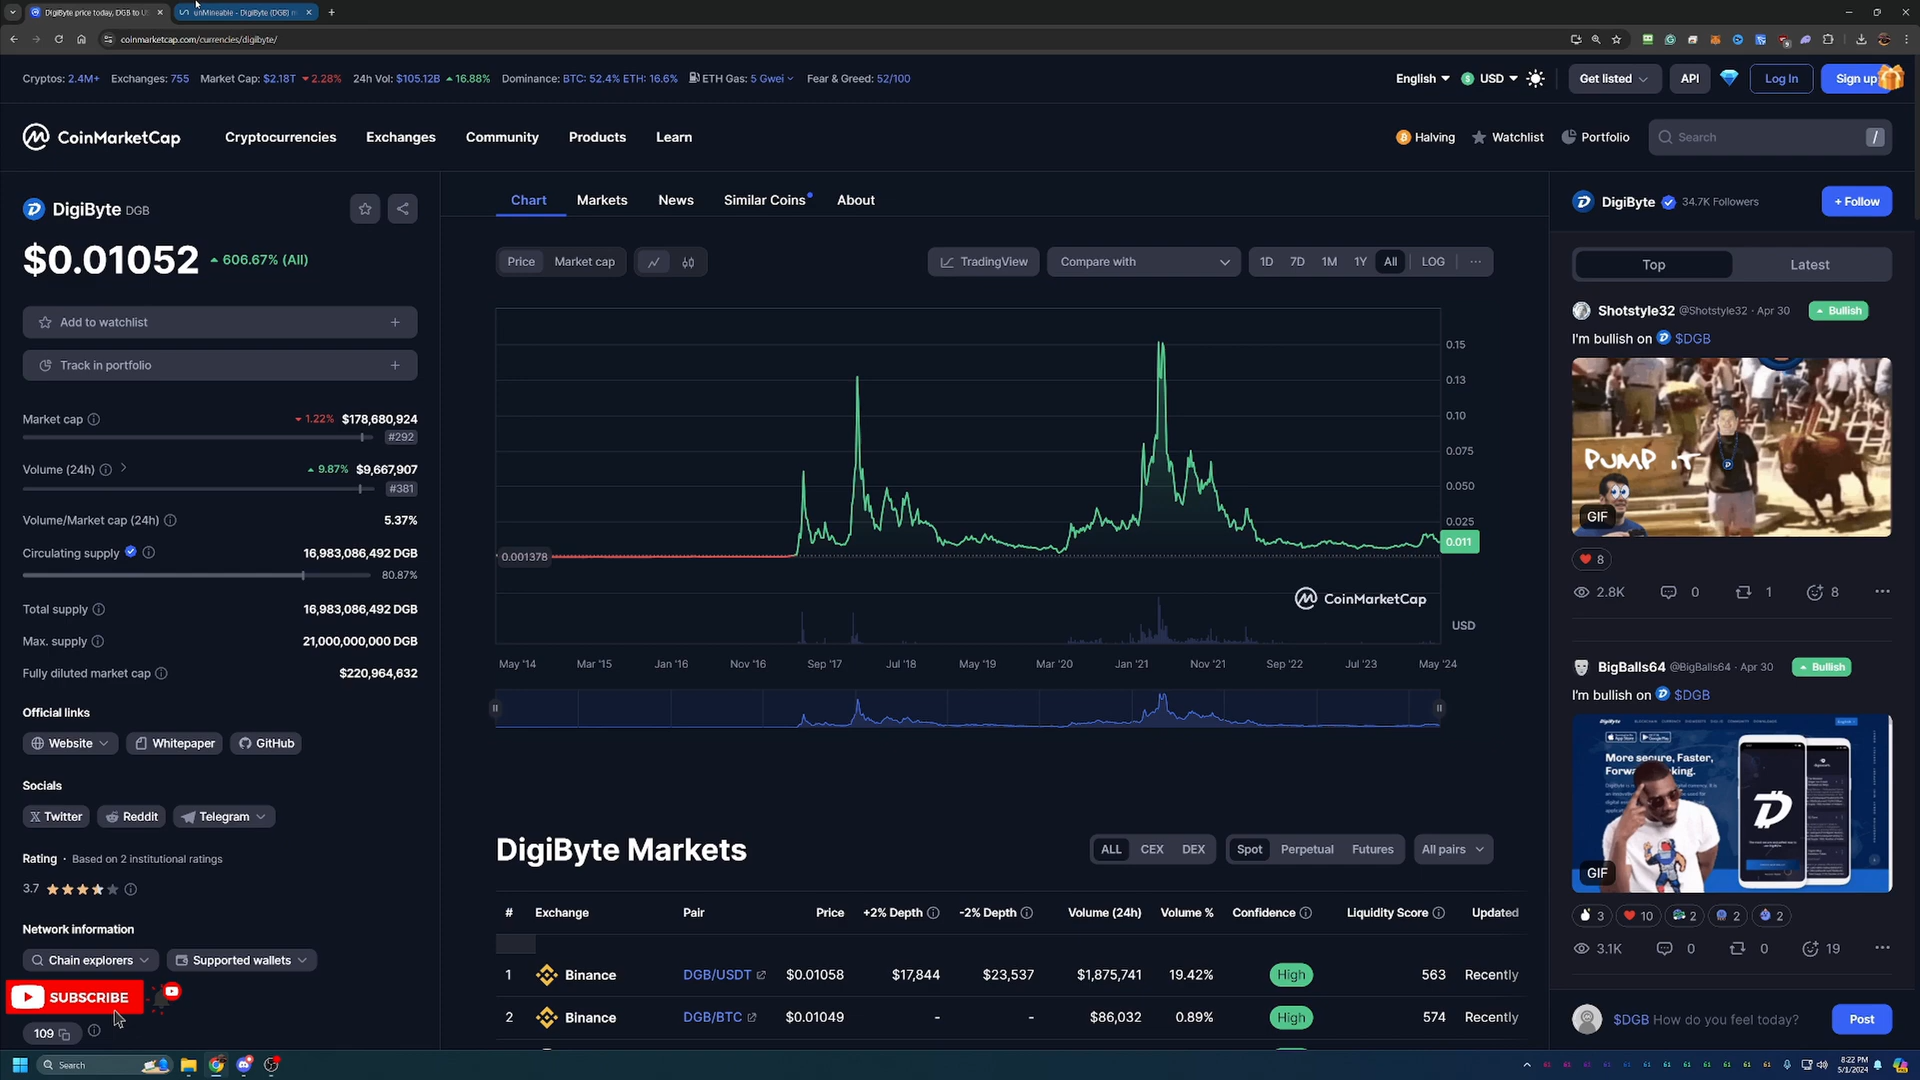 DigiByte price today, DGB to U
unMineable - DigiByte (DGB)
coinmarketcap.com/currencies/digibyte/
Cryptos: 2.4M+ Exchanges: 755 Market Cap: $2.18T 2.28% 24h Vol: $105.12B 16.88% Dominance: BTC: 52.4% ETH: 16.6% ETH Gas: 5 Gwei Fear & Greed: 52/100
English USD Get listed API Log In Sign up
CoinMarketCap Cryptocurrencies Exchanges Community Products Learn
Halving Watchlist Portfolio Search /
DigiByte DGB
$0.01052 606.67% (All)
Add to watchlist
Track in portfolio
Market cap 1.22% $178,680,924
#292
Volume (24h) 9.87% $9,667,907
#381
Volume/Market cap (24h) 5.37%
Circulating supply 16,983,086,492 DGB
80.87%
Total supply 16,983,086,492 DGB
Max. supply 21,000,000,000 DGB
Fully diluted market cap $220,964,632
Official links
Website Whitepaper GitHub
Socials
Twitter Reddit Telegram
Rating · Based on 2 institutional ratings
3.7
Network information
Chain explorers Supported wallets
SUBSCRIBE
109
Chart Markets News Similar Coins About
Price Market cap TradingView Compare with 1D 7D 1M 1Y All LOG
0.15
0.13
0.10
0.075
0.050
0.025
0.011
0.001378
CoinMarketCap
USD
May '14 Mar '15 Jan '16 Nov '16 Sep '17 Jul '18 May '19 Mar '20 Jan '21 Nov '21 Sep '22 Jul '23 May '24
DigiByte Markets ALL CEX DEX Spot Perpetual Futures All pairs
# Exchange Pair Price +2% Depth -2% Depth Volume (24h) Volume % Confidence Liquidity Score Updated
1 Binance DGB/USDT $0.01058 $17,844 $23,537 $1,875,741 19.42% High 563 Recently
2 Binance DGB/BTC $0.01049 - - $86,032 0.89% High 574 Recently
DigiByte 34.7K Followers + Follow
Top Latest
Shotstyle32 @Shotstyle32 · Apr 30 Bullish
I'm bullish on $DGB
PUMP iT
GIF
8
2.8K 0 1 8
BigBalls64 @BigBalls64 · Apr 30 Bullish
I'm bullish on $DGB
DigiByte
More secure, Faster,
GIF
3 10 2 2 2
3.1K 0 0 19
$DGB How do you feel today? Post
Search
61 61 61 61 61 61 61 61 61 61 61 61
8:22 PM
5/1/2024